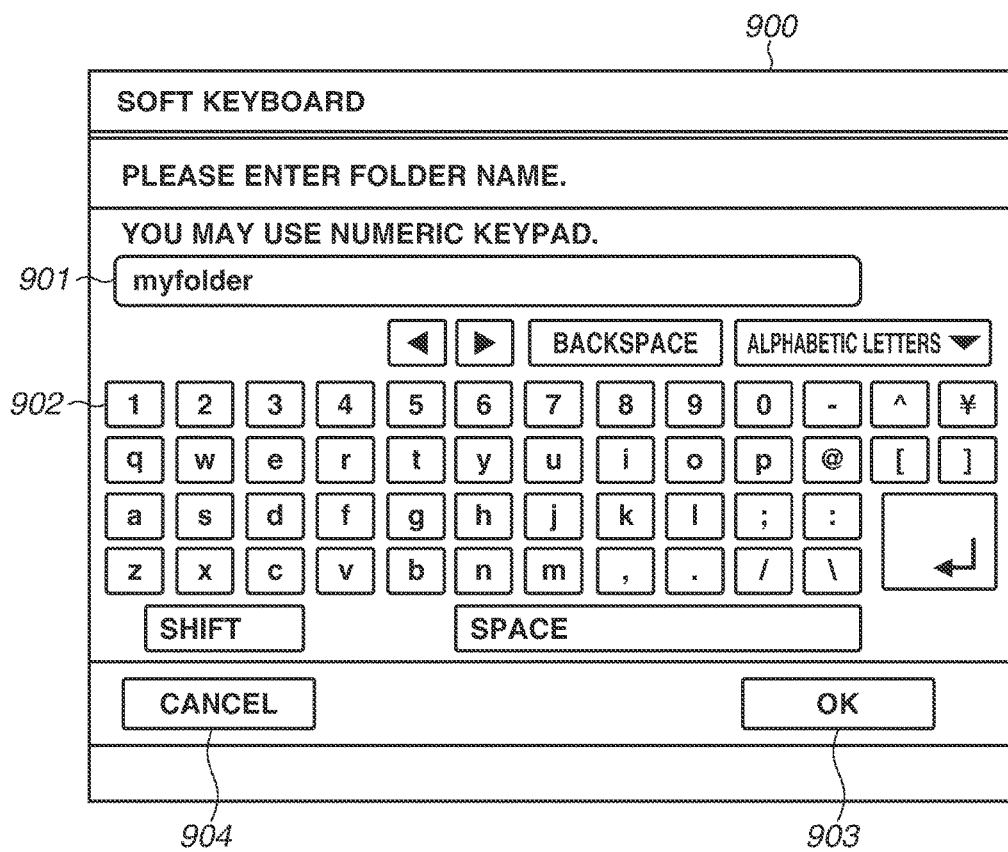 900
SOFT KEYBOARD
PLEASE ENTER FOLDER NAME.
YOU MAY USE NUMERIC KEYPAD.
901 myfolder
◀ ▶ BACKSPACE ALPHABETIC LETTERS ▼
902 1 2 3 4 5 6 7 8 9 0 - ^ ¥
q w e r t y u i o p @ [ ]
a s d f g h j k l ; :
z x c v b n m , . / \
SHIFT SPACE
CANCEL OK
904 903